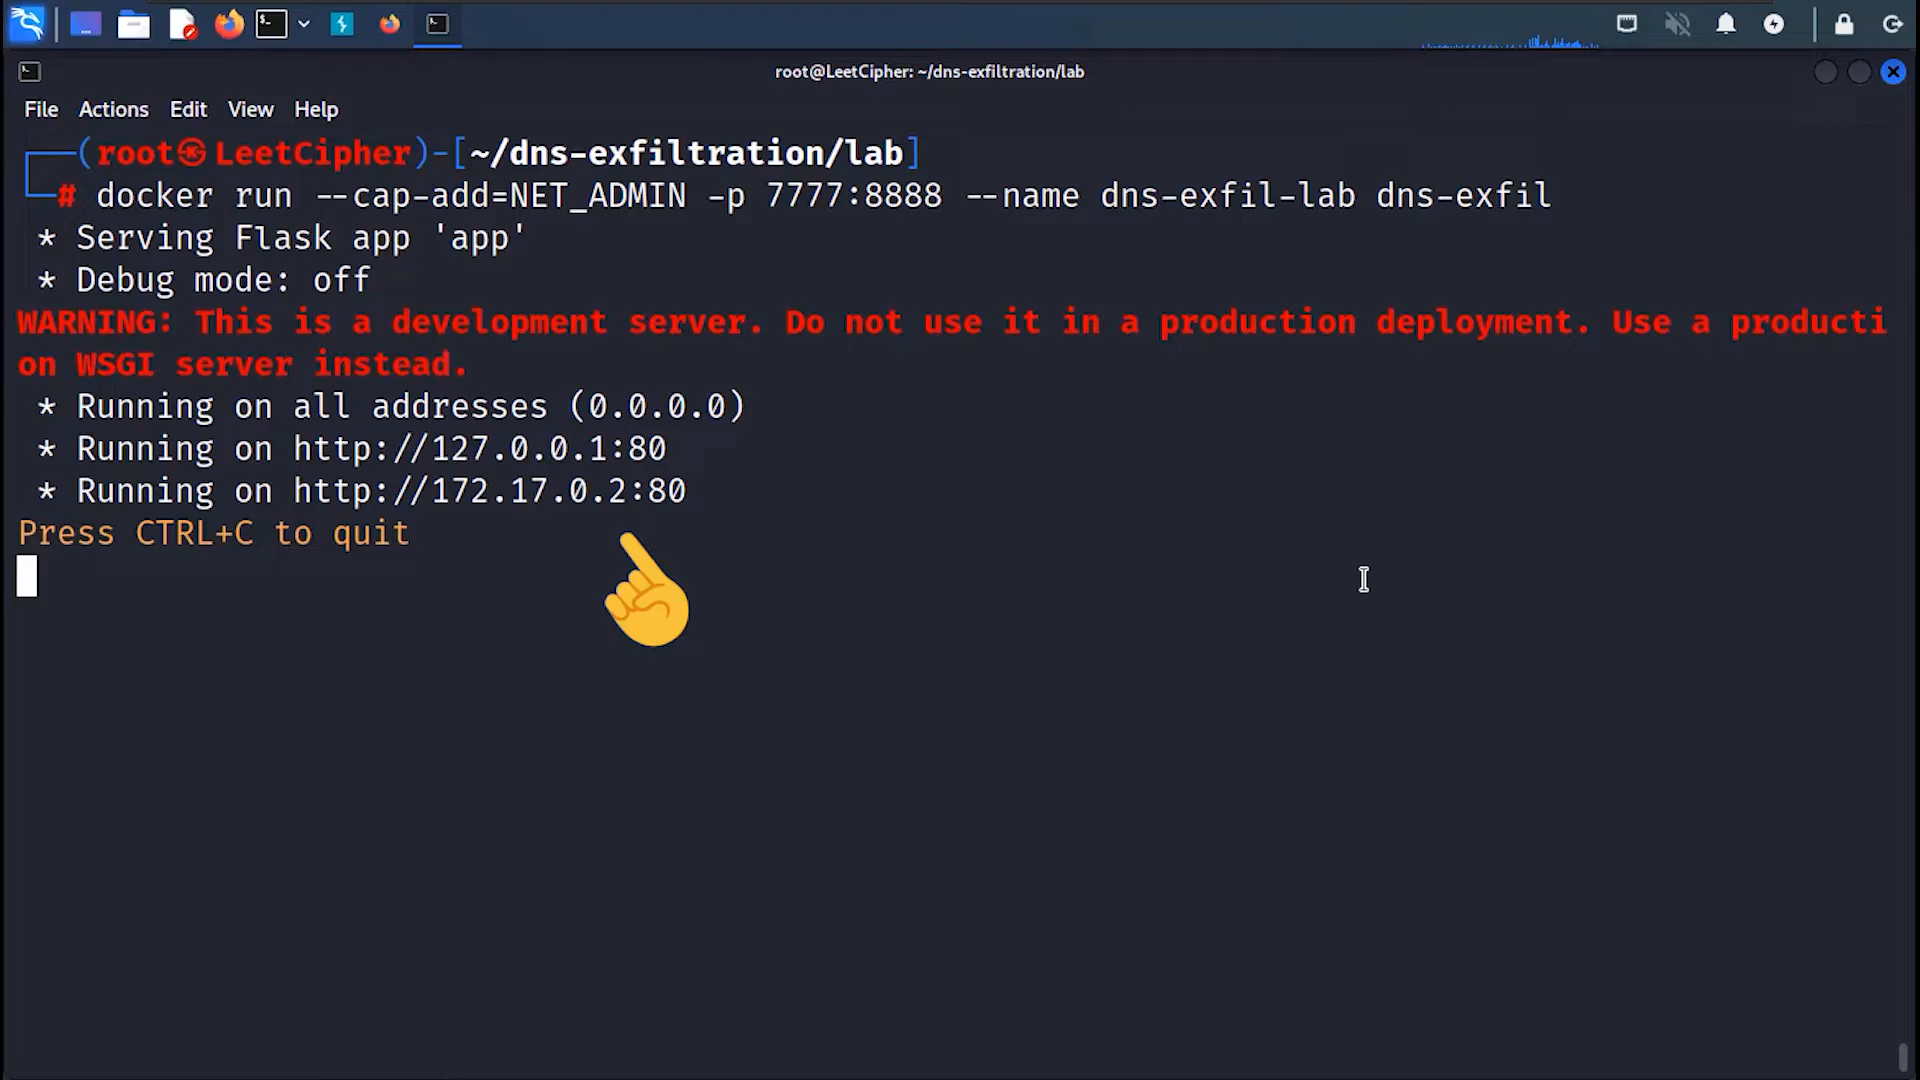 root@LeetCipher: ~/dns-exfiltration/lab
File Actions Edit View Help
┌──(root㉿LeetCipher)-[~/dns-exfiltration/lab]
└─# docker run --cap-add=NET_ADMIN -p 7777:8888 --name dns-exfil-lab dns-exfil
* Serving Flask app 'app'
* Debug mode: off
WARNING: This is a development server. Do not use it in a production deployment. Use a producti
on WSGI server instead.
* Running on all addresses (0.0.0.0)
* Running on http://127.0.0.1:80
* Running on http://172.17.0.2:80
Press CTRL+C to quit